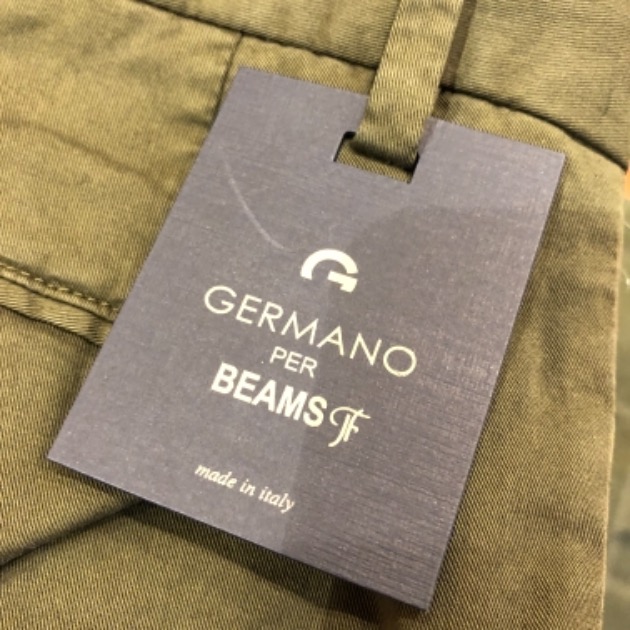 G
GERMANO
PER
BEAMS F
made in italy